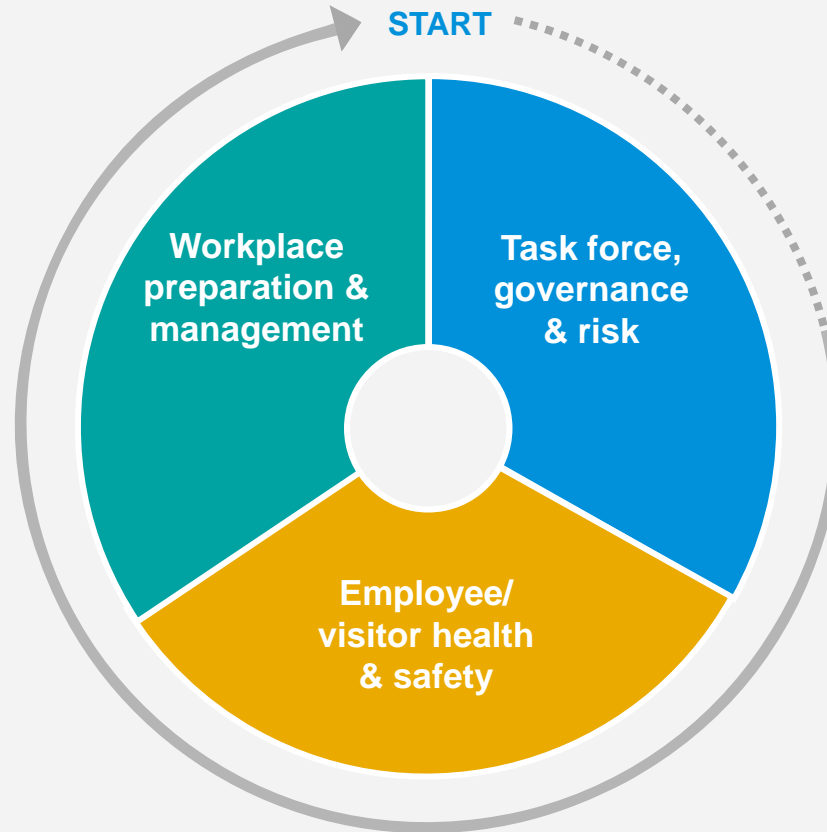 START
Task force,
governance
& risk
Employee/
visitor health
& safety
Workplace
preparation &
management